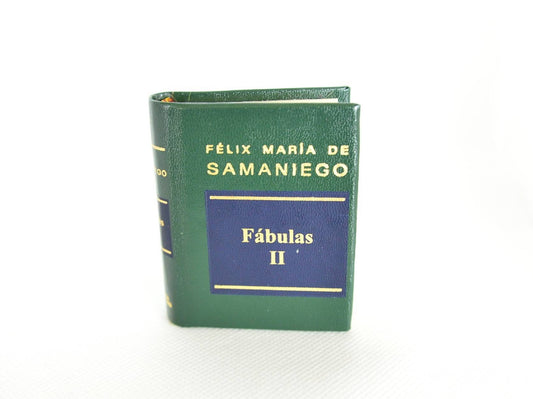 FÉLIX MARÍA DE
SAMANIEGO
Fábulas
II